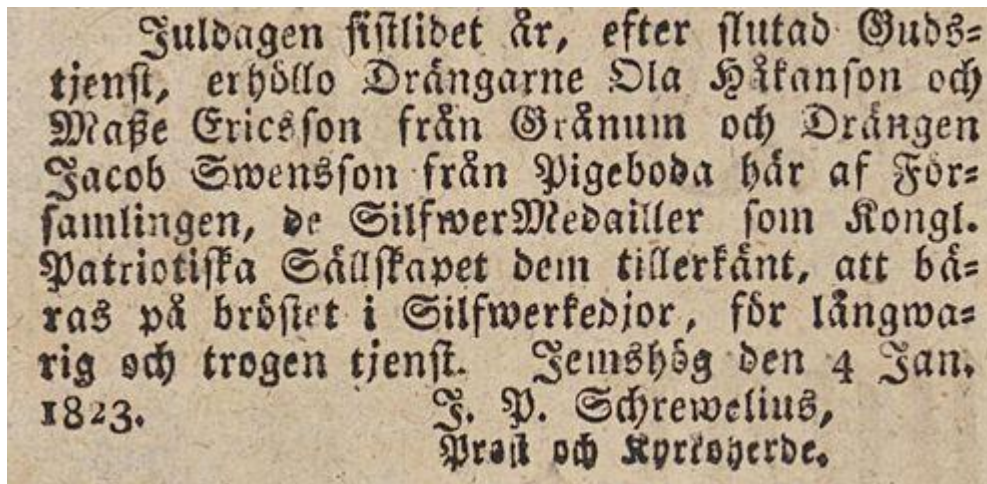 Juldagen sistlidet år, efter slutad Guds=
tjenst, erhöllo Drängarne Ola Håkanson och
Maße Ericsson från Grånum och Drängen
Jacob Swensson från Pigeboda här af För=
samlingen, de SilfwerMedailler som Kongl.
Patriotiska Sällskapet dem tillerkänt, att bä=
ras på bröstet i Silfwerkedjor, för långwa=
rig och trogen tjenst. Jemshög den 4 Jan.
1823.
J. P. Schrewelius,
Prost och Kyrkoherde.